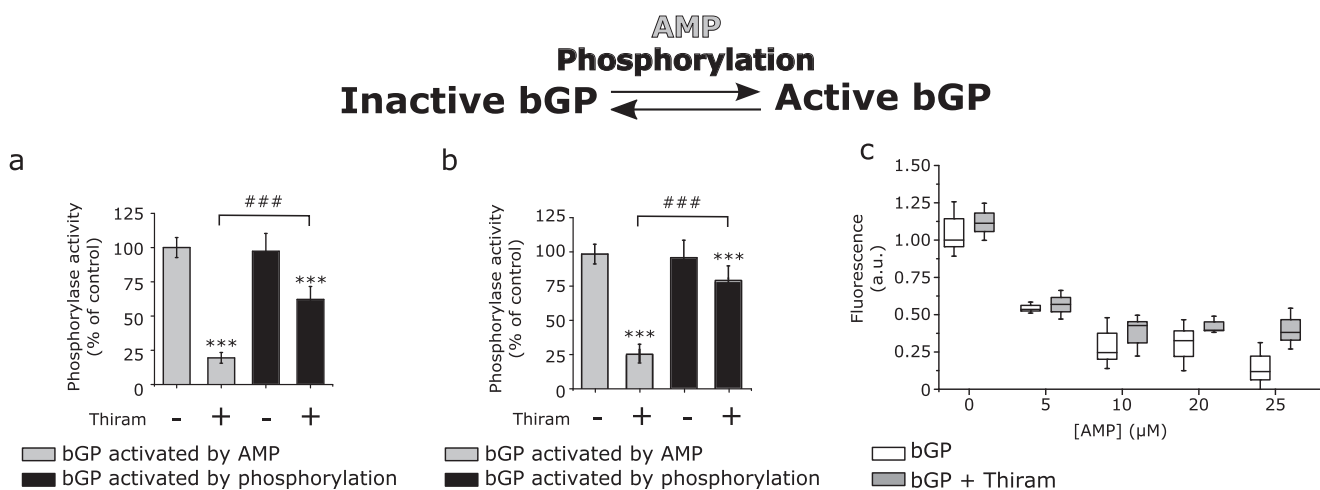 AMP
Phosphorylation
Inactive bGP
Active bGP
a
Phosphorylase activity
(% of control)
125
100
75
50
25
0
###
***
***
Thiram
-
+
-
+
bGP activated by AMP
bGP activated by phosphorylation
b
Phosphorylase activity
(% of control)
125
100
75
50
25
0
###
***
***
-
+
-
+
Thiram
bGP activated by AMP
bGP activated by phosphorylation
c
Fluorescence
(a.u.)
1.50
1.25
1.00
0.75
0.50
0.25
0
0
5
10
20
25
[AMP] (µM)
bGP
bGP + Thiram